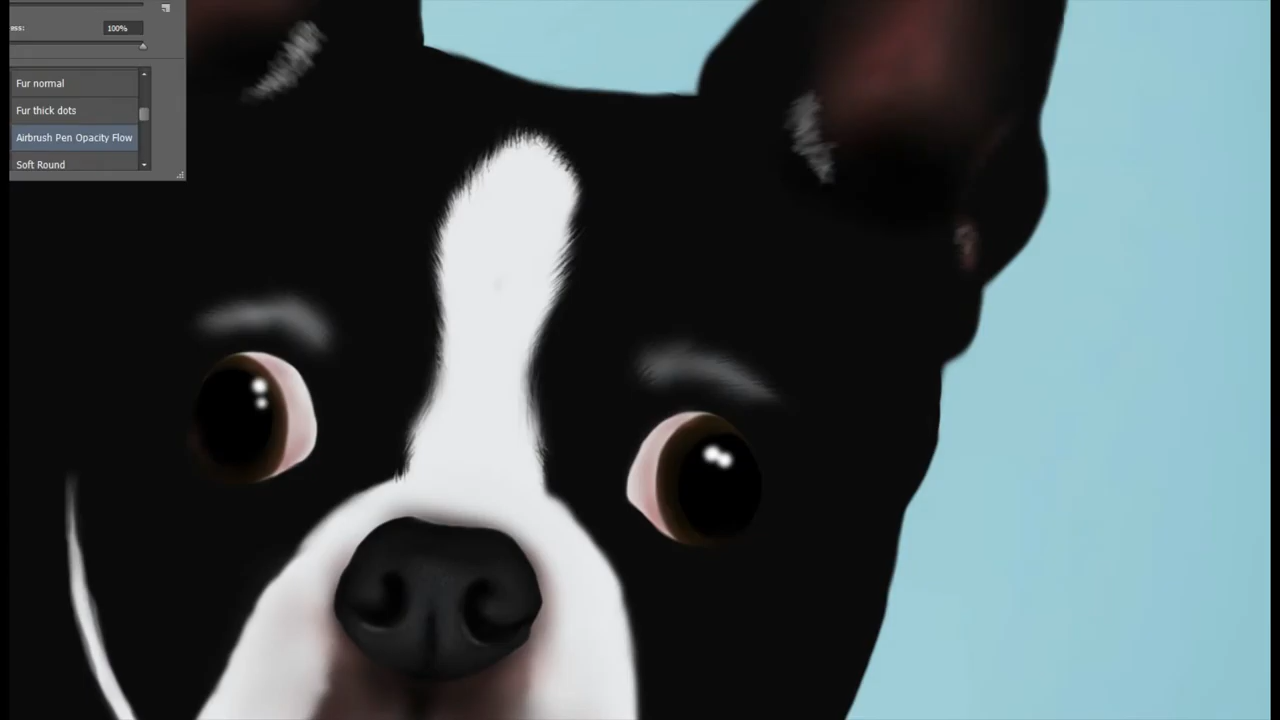 ess:
100%
Fur normal
Fur thick dots
Airbrush Pen Opacity Flow
Soft Round